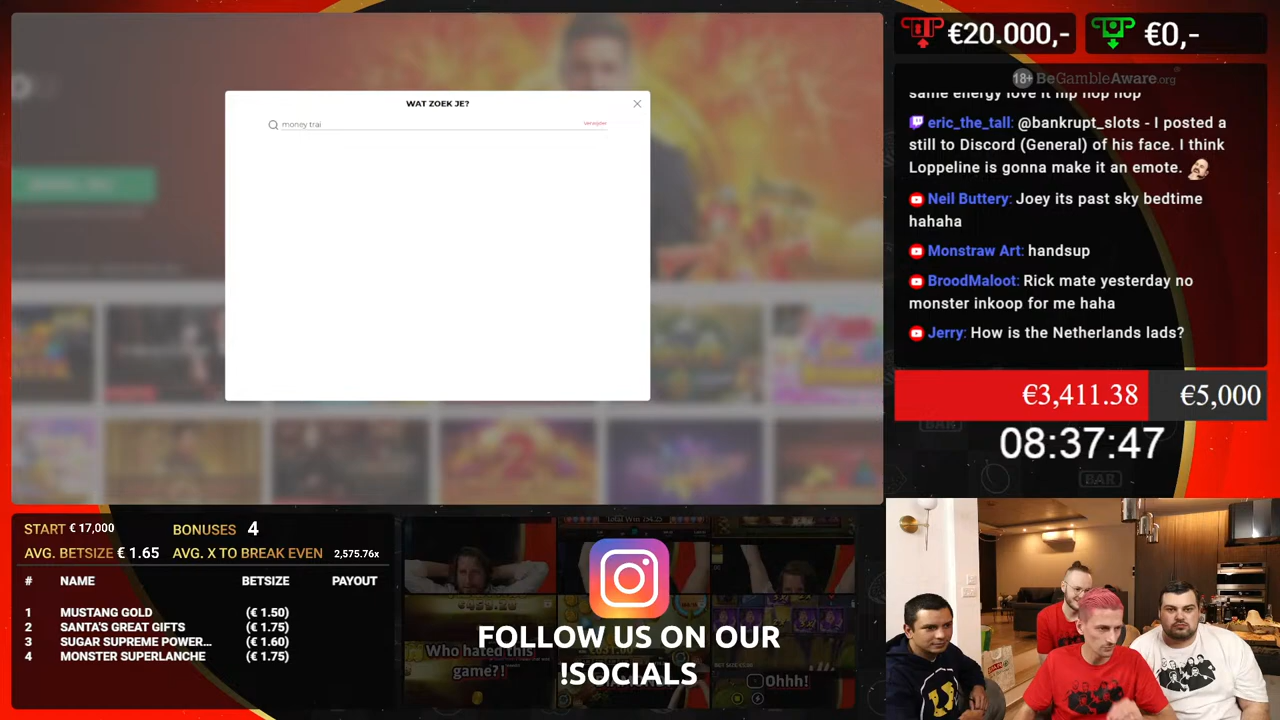 WAT ZOEK JE?
money trai
Verwijder
€20.000,-
€0,-
18+ BeGambleAware.org
same energy love it hip hop hop
eric_the_tall: @bankrupt_slots - I posted a
still to Discord (General) of his face. I think
Loppeline is gonna make it an emote.
Neil Buttery: Joey its past sky bedtime
hahaha
Monstraw Art: handsup
BroodMaloot: Rick mate yesterday no
monster inkoop for me haha
Jerry: How is the Netherlands lads?
€3,411.38
€5,000
08:37:47
BAR
BAR
START € 17,000
BONUSES 4
AVG. BETSIZE € 1.65
AVG. X TO BREAK EVEN 2,575.76x
# NAME BETSIZE PAYOUT
1 MUSTANG GOLD (€ 1.50)
2 SANTA'S GREAT GIFTS (€ 1.75)
3 SUGAR SUPREME POWER... (€ 1.60)
4 MONSTER SUPERLANCHE (€ 1.75)
FOLLOW US ON OUR
!SOCIALS
Who hated this
game?!
Ohhh!